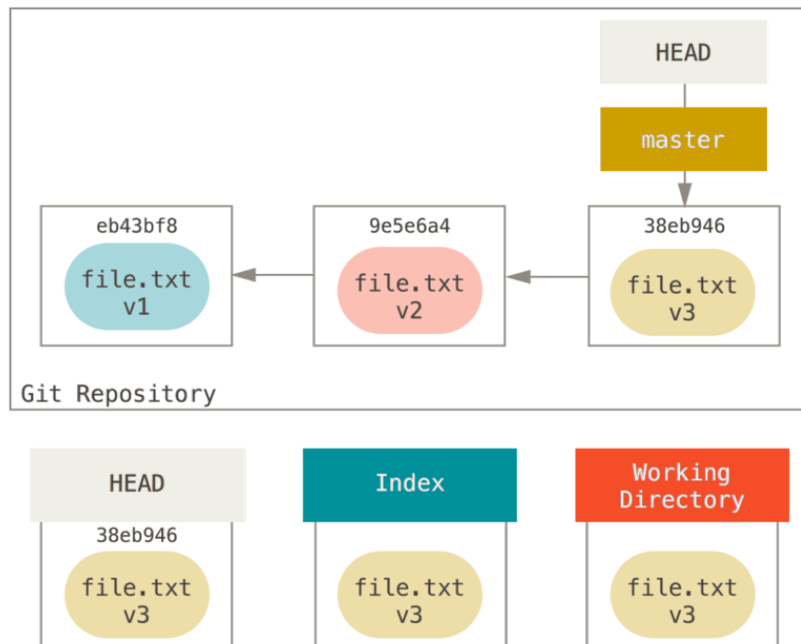 HEAD
master
eb43bf8
file.txt
v1
9e5e6a4
file.txt
v2
38eb946
file.txt
v3
Git Repository
HEAD
38eb946
file.txt
v3
Index
file.txt
v3
Working
Directory
file.txt
v3